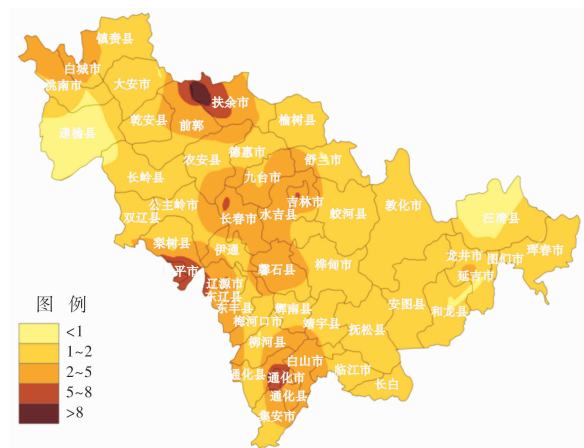 镇赉县
白城市
洮南市
大安市
扶余市
通榆县
乾安县
前郭
榆树县
农安县
德惠市
舒兰市
九台市
长岭县
公主岭市
双辽县
长春市
水吉县
吉林市
蛟河县
敦化市
汪清县
梨树县
伊通
平市
磐石县
桦甸市
龙井市
图们市
珲春市
延吉市
辽源市
东辽县
东丰县
辉南县
梅河口市
靖宇县
抚松县
安图县
和龙县
柳河县
白山市
临江市
长白
通化县
通化市
通化县
集安市
图 例
<1
1~2
2~5
5~8
>8